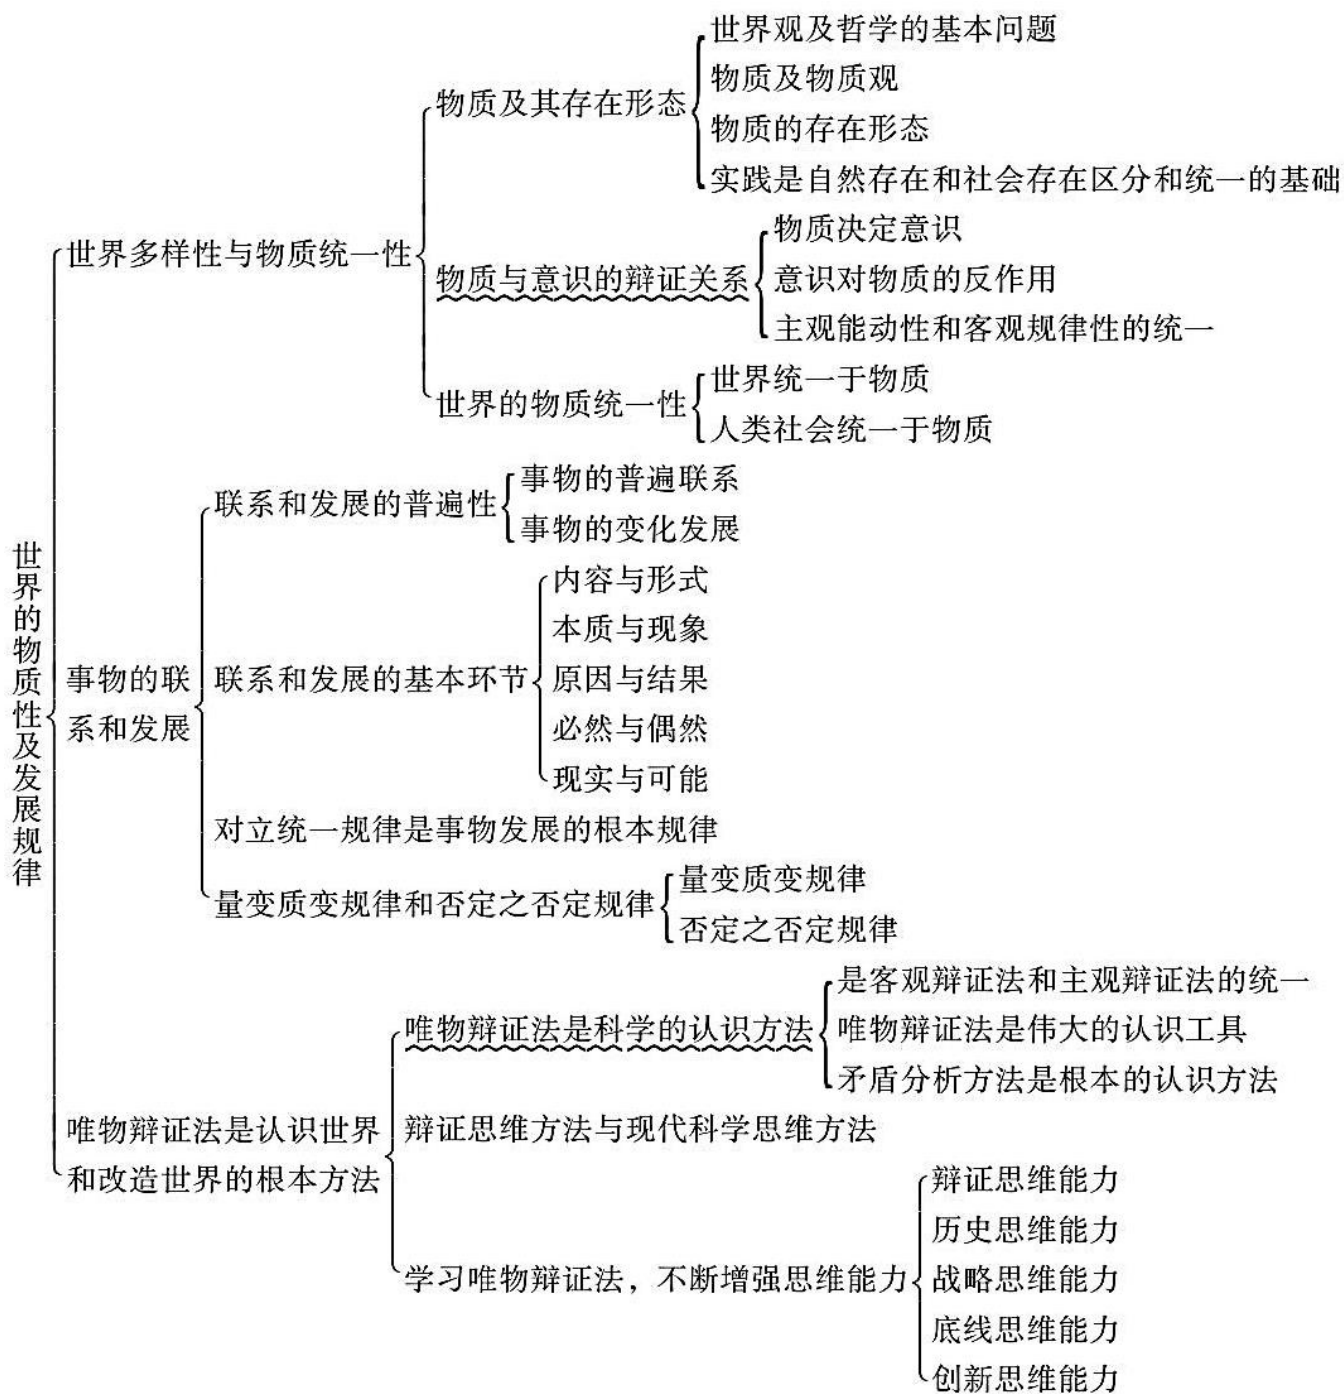 世界的物质性及发展规律
世界多样性与物质统一性
物质及其存在形态
世界观及哲学的基本问题
物质及物质观
物质的存在形态
实践是自然存在和社会存在区分和统一的基础
物质与意识的辩证关系
物质决定意识
意识对物质的反作用
主观能动性和客观规律性的统一
世界的物质统一性
世界统一于物质
人类社会统一于物质
事物的联
系和发展
联系和发展的普遍性
事物的普遍联系
事物的变化发展
联系和发展的基本环节
内容与形式
本质与现象
原因与结果
必然与偶然
现实与可能
对立统一规律是事物发展的根本规律
量变质变规律和否定之否定规律
量变质变规律
否定之否定规律
唯物辩证法是认识世界
和改造世界的根本方法
唯物辩证法是科学的认识方法
是客观辩证法和主观辩证法的统一
唯物辩证法是伟大的认识工具
矛盾分析方法是根本的认识方法
辩证思维方法与现代科学思维方法
学习唯物辩证法，不断增强思维能力
辩证思维能力
历史思维能力
战略思维能力
底线思维能力
创新思维能力